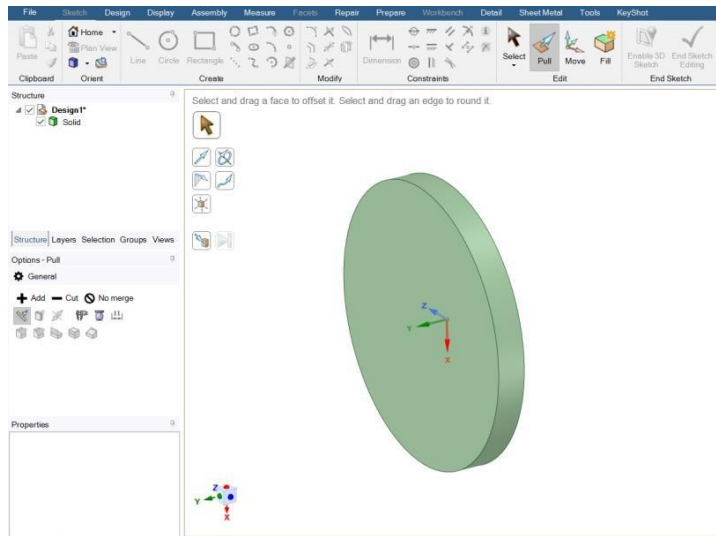 File Sketch Design Display Assembly Measure Facets Repair Prepare Workbench Detail Sheet Metal Tools KeyShot
Home
Plan View
Paste
Line Circle Rectangle
Dimension
Select Pull Move Fill
Enable 3D Sketch
End Sketch Editing
Clipboard Orient Create Modify Constraints Edit End Sketch
Structure
Design1*
Solid
Select and drag a face to offset it. Select and drag an edge to round it.
Structure Layers Selection Groups Views
Options - Pull
General
Add Cut No merge
Properties
Z
Y
X
Z
Y
X